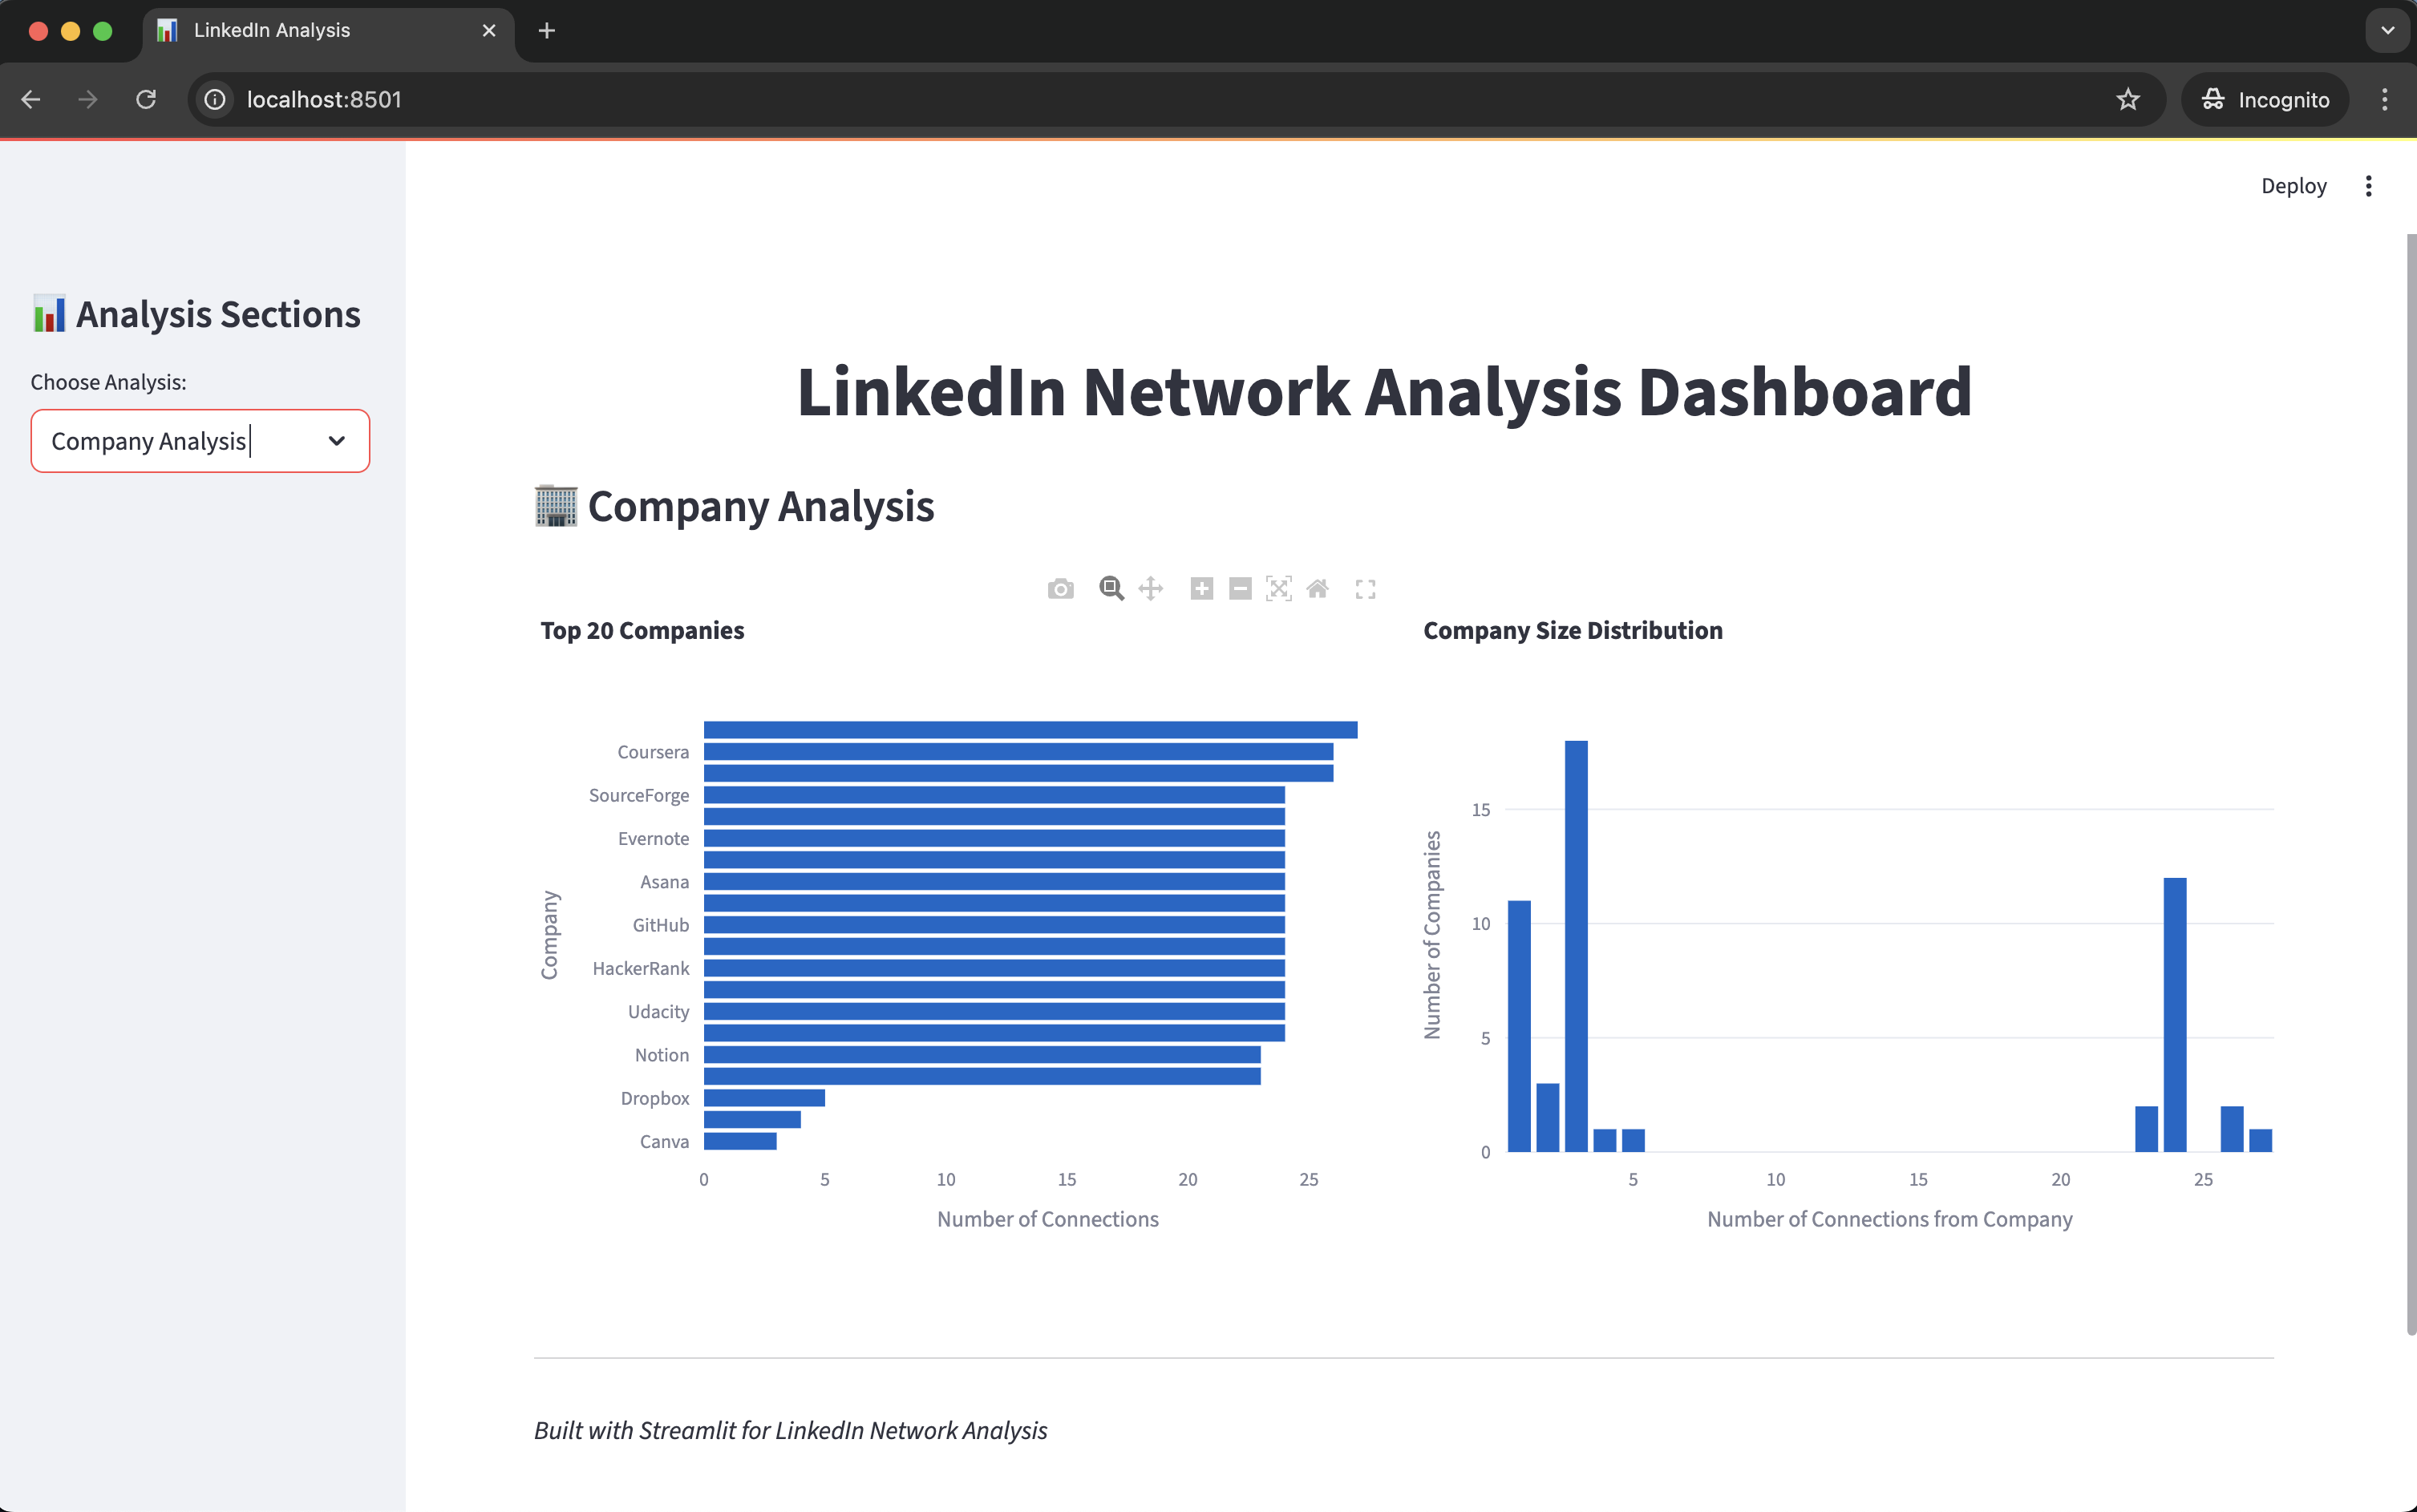 LinkedIn Analysis
localhost:8501
Incognito
Deploy
Analysis Sections
Choose Analysis:
Company Analysis
LinkedIn Network Analysis Dashboard
Company Analysis
Top 20 Companies
Company
Coursera
SourceForge
Evernote
Asana
GitHub
HackerRank
Udacity
Notion
Dropbox
Canva
0 5 10 15 20 25
Number of Connections
Company Size Distribution
Number of Companies
15
10
5
0
5 10 15 20 25
Number of Connections from Company
Built with Streamlit for LinkedIn Network Analysis